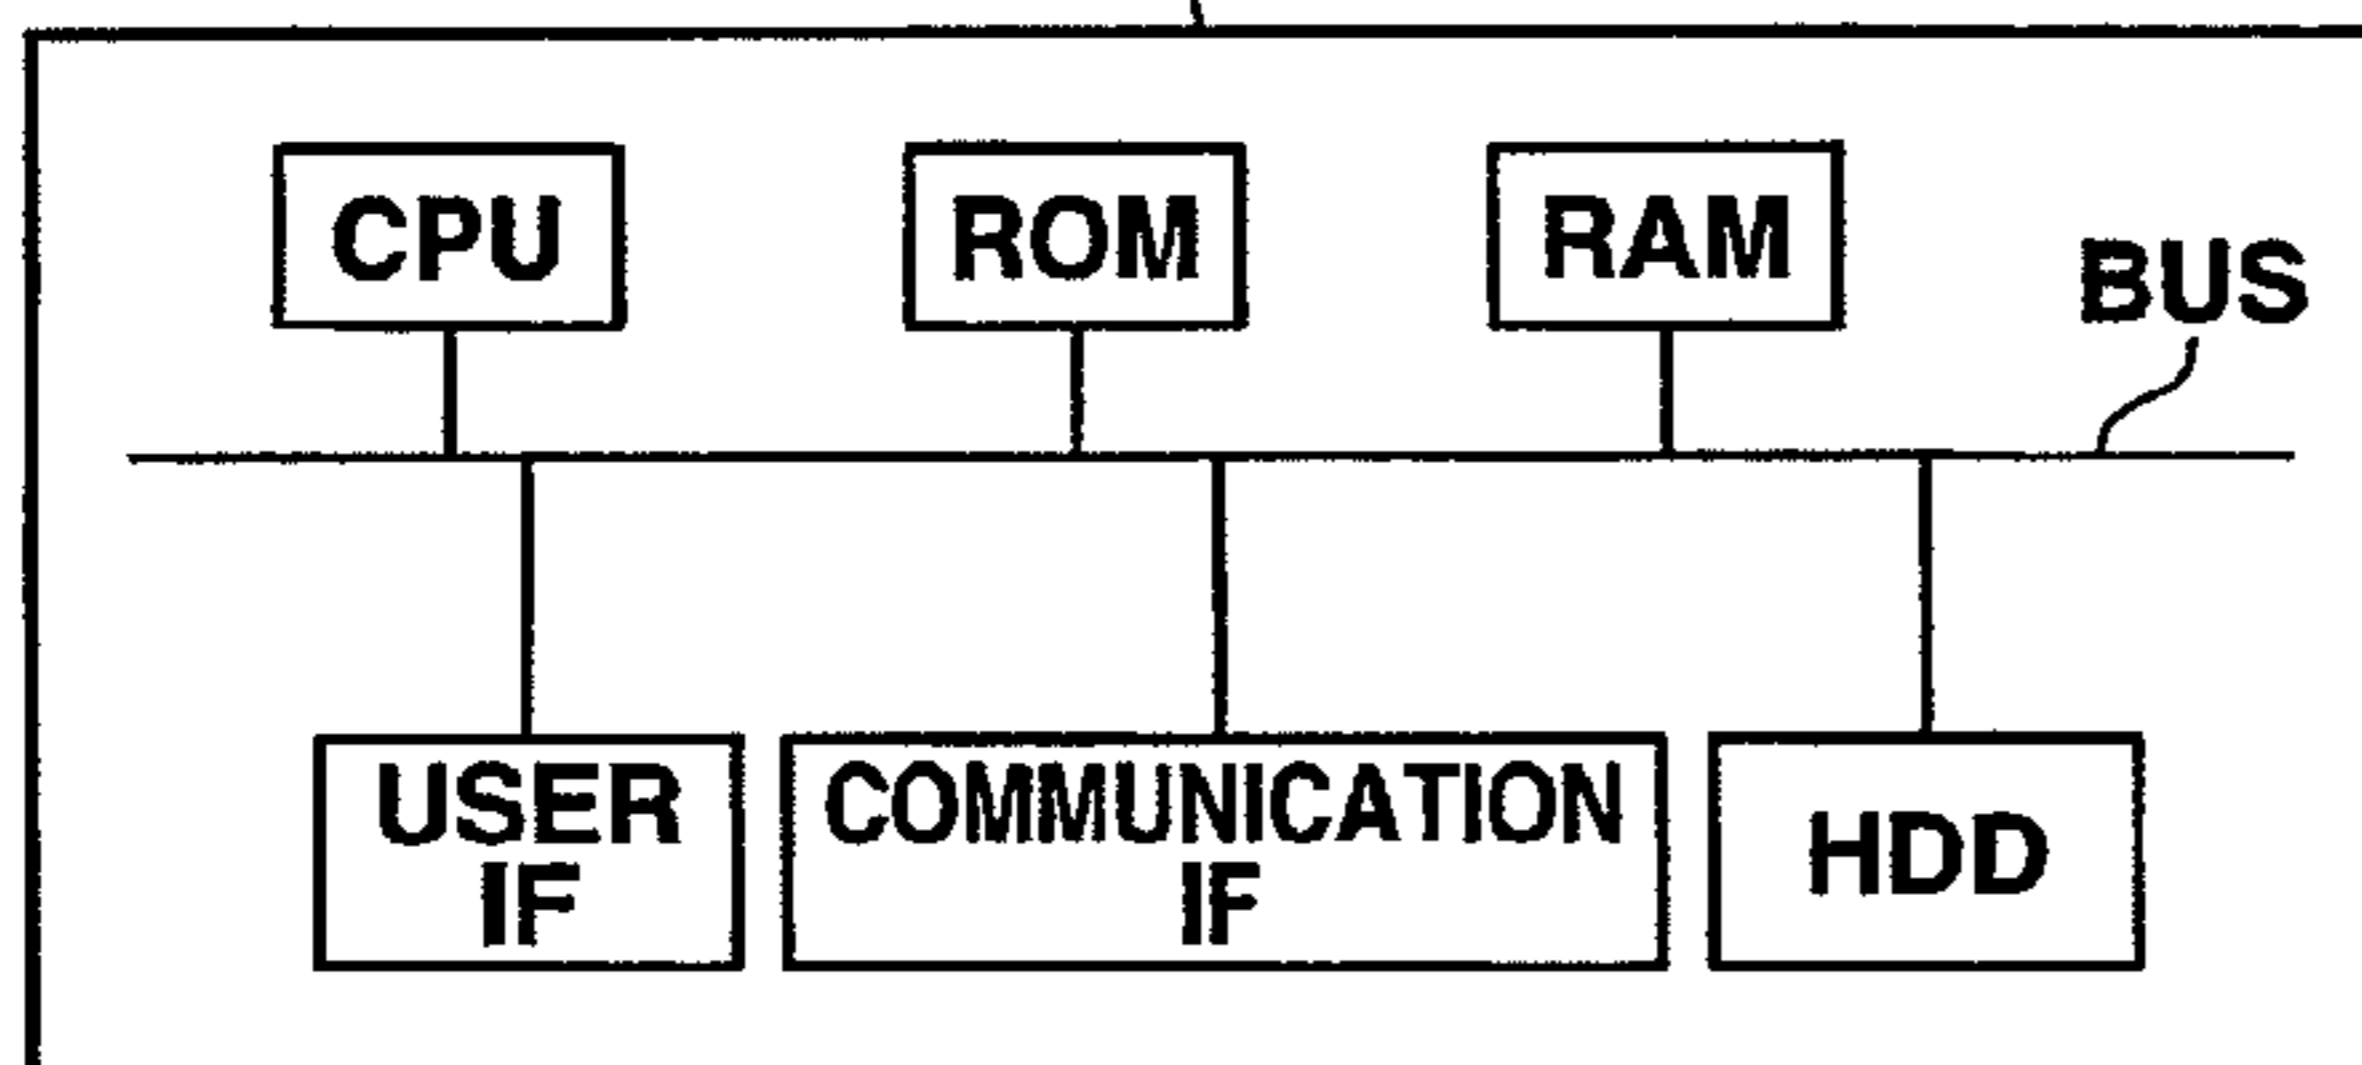 CPU
ROM
RAM
BUS
USER
IF
COMMUNICATION
IF
HDD